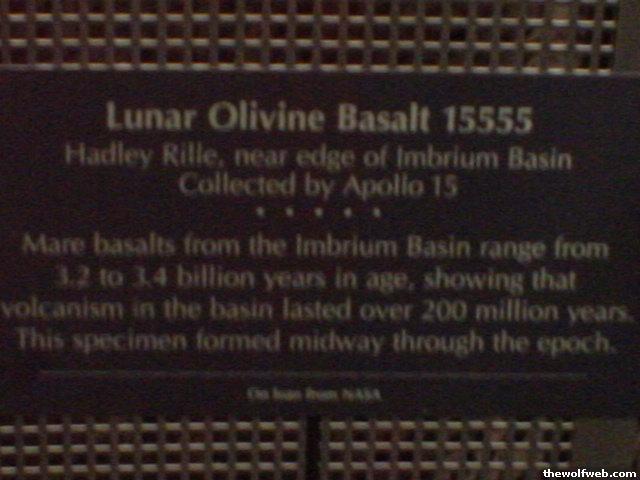 Lunar Olivine Basalt 15555
Hadley Rille, near edge of Imbrium Basin
Collected by Apollo 15
• • • • •
Mare basalts from the Imbrium Basin range from
3.2 to 3.4 billion years in age, showing that
volcanism in the basin lasted over 200 million years.
This specimen formed midway through the epoch.
On loan from NASA
thewolfweb.com